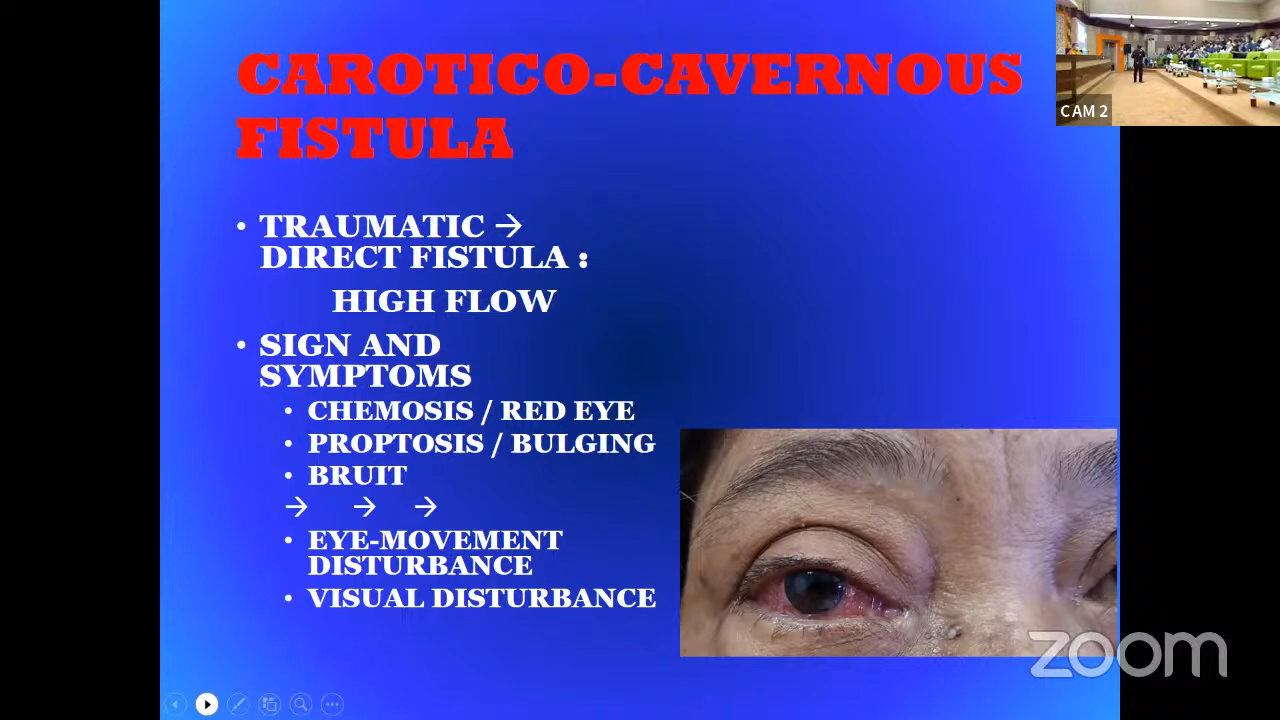 CAROTICO-CAVERNOUS
FISTULA
CAM 2
• TRAUMATIC →
DIRECT FISTULA :
HIGH FLOW
• SIGN AND
SYMPTOMS
• CHEMOSIS / RED EYE
• PROPTOSIS / BULGING
• BRUIT
→ → →
• EYE-MOVEMENT
DISTURBANCE
• VISUAL DISTURBANCE
zoom